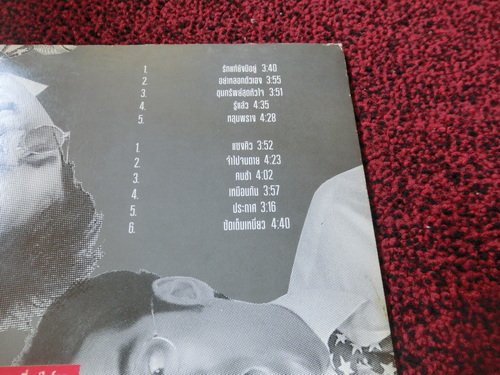 1. รักแท้ยังมีอยู่ 3:40
2. อย่าหลอกตัวเอง 3:55
3. ขุมทรัพย์สุดหัวใจ 3:51
4. รู้แล้ว 4:35
5. หลุมพราง 4:28
1. แซงคิว 3:52
2. จำไปจนตาย 4:23
3. คนช้ำ 4:02
4. เหมือนกัน 3:57
5. ประกาศ 3:16
6. ปิดเต็มเหนี่ยว 4:40